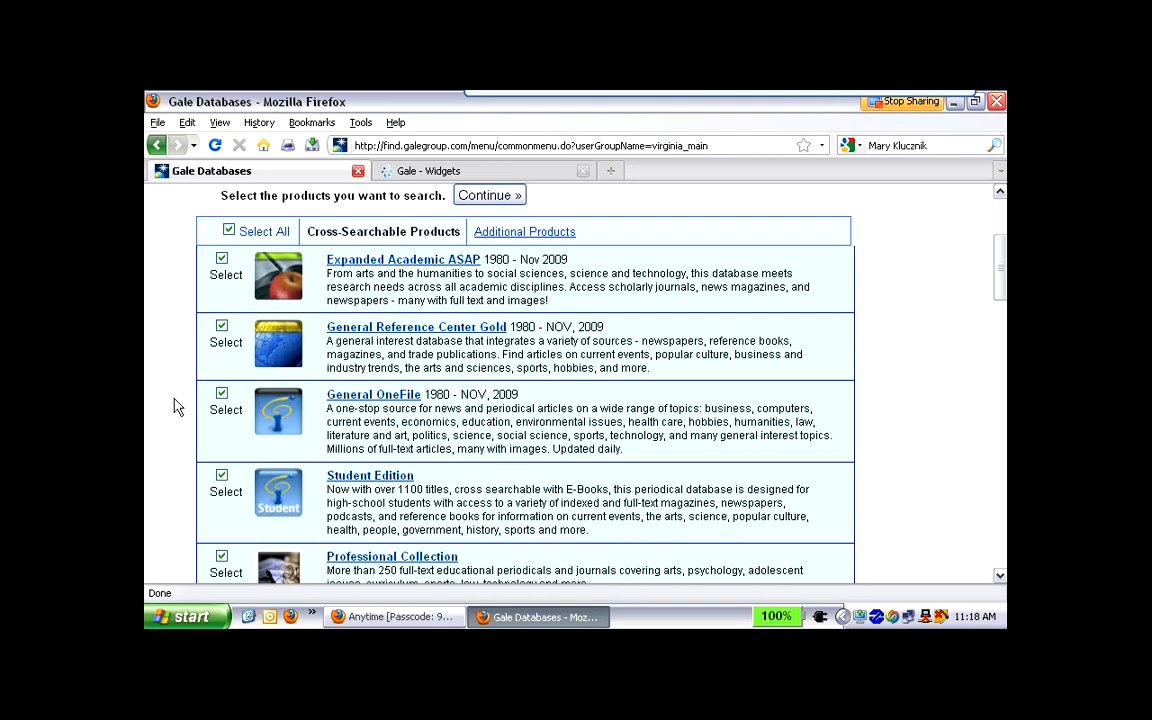 Gale Databases - Mozilla Firefox
Stop Sharing
File Edit View History Bookmarks Tools Help
http://find.galegroup.com/menu/commonmenu.do?userGroupName=virginia_main
Mary Klucznik
Gale Databases
Gale - Widgets
Select the products you want to search. Continue »
Select All Cross-Searchable Products Additional Products
Select
Expanded Academic ASAP 1980 - Nov 2009
From arts and the humanities to social sciences, science and technology, this database meets
research needs across all academic disciplines. Access scholarly journals, news magazines, and
newspapers - many with full text and images!
Select
General Reference Center Gold 1980 - NOV, 2009
A general interest database that integrates a variety of sources - newspapers, reference books,
magazines, and trade publications. Find articles on current events, popular culture, business and
industry trends, the arts and sciences, sports, hobbies, and more.
Select
General OneFile 1980 - NOV, 2009
A one-stop source for news and periodical articles on a wide range of topics: business, computers,
current events, economics, education, environmental issues, health care, hobbies, humanities, law,
literature and art, politics, science, social science, sports, technology, and many general interest topics.
Millions of full-text articles, many with images. Updated daily.
Select
Student
Student Edition
Now with over 1100 titles, cross searchable with E-Books, this periodical database is designed for
high-school students with access to a variety of indexed and full-text magazines, newspapers,
podcasts, and reference books for information on current events, the arts, science, popular culture,
health, people, government, history, sports and more.
Select
Professional Collection
More than 250 full-text educational periodicals and journals covering arts, psychology, adolescent
Done
start
Anytime [Passcode: 9...
Gale Databases - Moz...
100%
11:18 AM